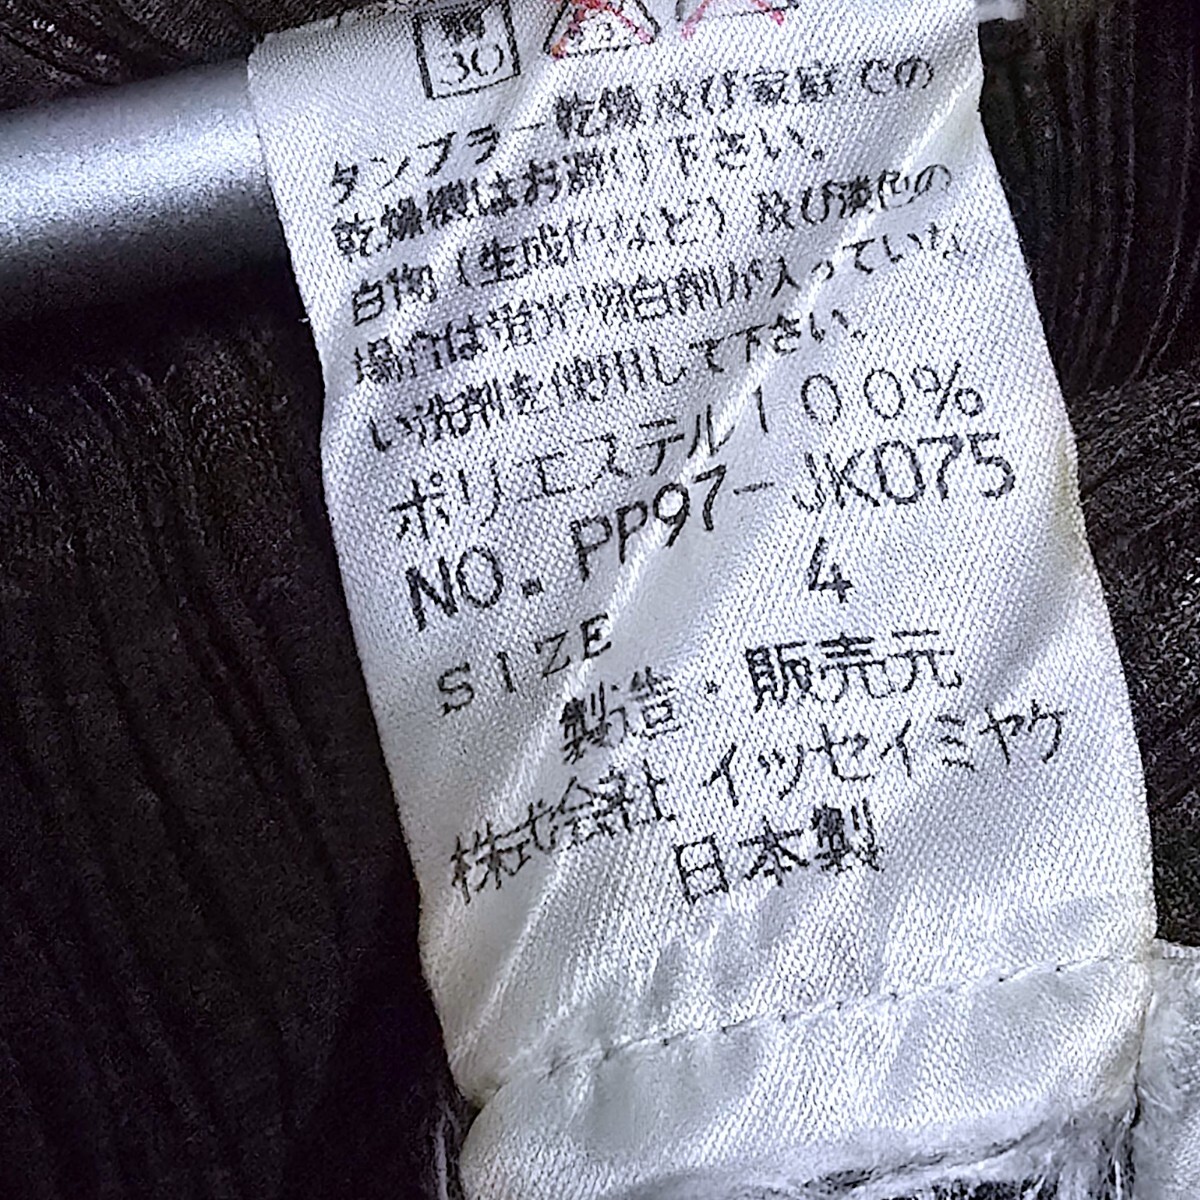 30
タンブラー乾燥及び家庭での
乾燥機はお避け下さい。
白物（生成りなど）及び淡色の
場合は蛍光増白剤が入っていな
い洗剤を使用して下さい。
ポリエステル100%
NO. PP97-JK075
SIZE 4
製造・販売元
株式会社 イッセイミヤケ
日本製